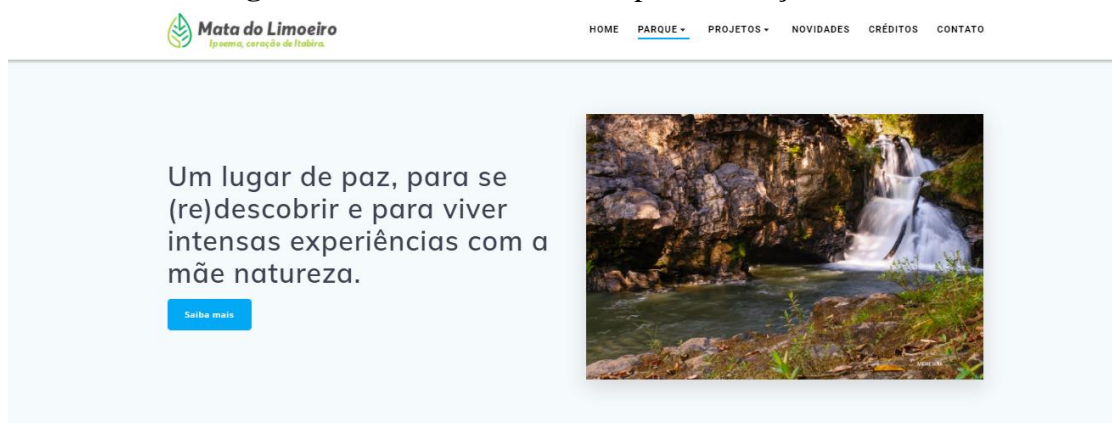 Mata do Limoeiro
Ipoema, coração de Itabira.
HOME PARQUE PROJETOS NOVIDADES CRÉDITOS CONTATO
Um lugar de paz, para se
(re)descobrir e para viver
intensas experiências com a
mãe natureza.
Saiba mais